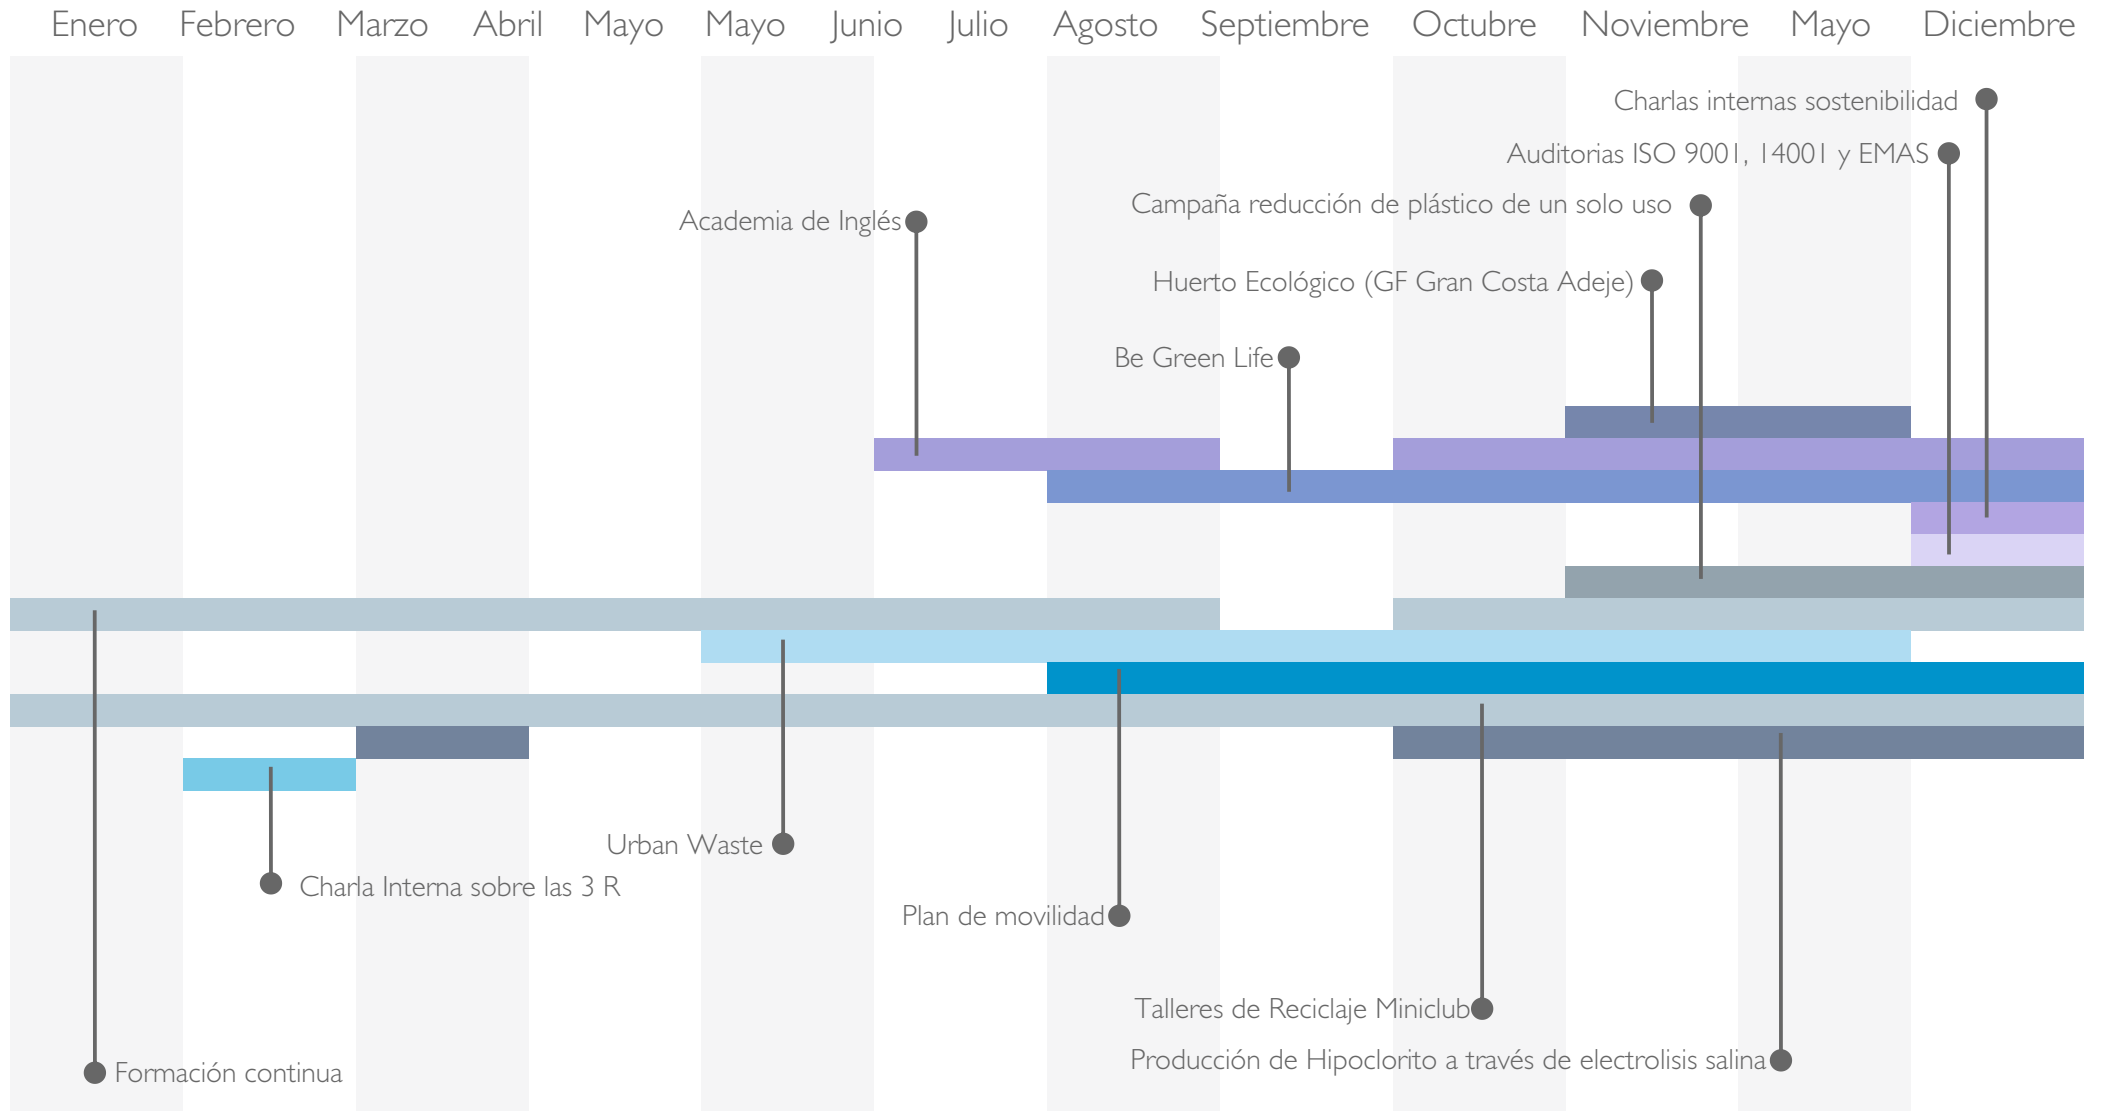 Enero Febrero Marzo Abril Mayo Mayo Junio Julio Agosto Septiembre Octubre Noviembre Mayo Diciembre
Charlas internas sostenibilidad
Auditorias ISO 9001, 14001 y EMAS
Campaña reducción de plástico de un solo uso
Academia de Inglés
Huerto Ecológico (GF Gran Costa Adeje)
Be Green Life
Urban Waste
Charla Interna sobre las 3 R
Plan de movilidad
Talleres de Reciclaje Miniclub
Producción de Hipoclorito a través de electrolisis salina
Formación continua